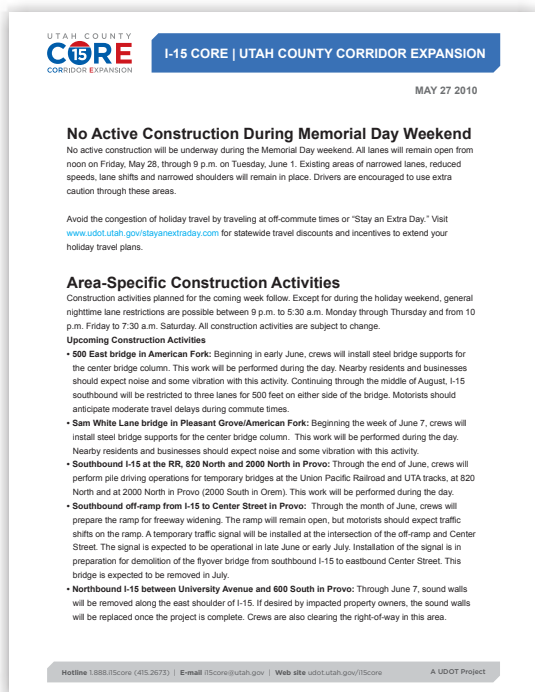 UTAH COUNTY
CORE
15
CORRIDOR EXPANSION
I-15 CORE | UTAH COUNTY CORRIDOR EXPANSION
MAY 27 2010
No Active Construction During Memorial Day Weekend
No active construction will be underway during the Memorial Day weekend. All lanes will remain open from
noon on Friday, May 28, through 9 p.m. on Tuesday, June 1. Existing areas of narrowed lanes, reduced
speeds, lane shifts and narrowed shoulders will remain in place. Drivers are encouraged to use extra
caution through these areas.
Avoid the congestion of holiday travel by traveling at off-commute times or “Stay an Extra Day.” Visit
www.udot.utah.gov/stayanextraday.com for statewide travel discounts and incentives to extend your
holiday travel plans.
Area-Specific Construction Activities
Construction activities planned for the coming week follow. Except for during the holiday weekend, general
nighttime lane restrictions are possible between 9 p.m. to 5:30 a.m. Monday through Thursday and from 10
p.m. Friday to 7:30 a.m. Saturday. All construction activities are subject to change.
Upcoming Construction Activities
• 500 East bridge in American Fork: Beginning in early June, crews will install steel bridge supports for
the center bridge column. This work will be performed during the day. Nearby residents and businesses
should expect noise and some vibration with this activity. Continuing through the middle of August, I-15
southbound will be restricted to three lanes for 500 feet on either side of the bridge. Motorists should
anticipate moderate travel delays during commute times.
• Sam White Lane bridge in Pleasant Grove/American Fork: Beginning the week of June 7, crews will
install steel bridge supports for the center bridge column. This work will be performed during the day.
Nearby residents and businesses should expect noise and some vibration with this activity.
• Southbound I-15 at the RR, 820 North and 2000 North in Provo: Through the end of June, crews will
perform pile driving operations for temporary bridges at the Union Pacific Railroad and UTA tracks, at 820
North and at 2000 North in Provo (2000 South in Orem). This work will be performed during the day.
• Southbound off-ramp from I-15 to Center Street in Provo: Through the month of June, crews will
prepare the ramp for freeway widening. The ramp will remain open, but motorists should expect traffic
shifts on the ramp. A temporary traffic signal will be installed at the intersection of the off-ramp and Center
Street. The signal is expected to be operational in late June or early July. Installation of the signal is in
preparation for demolition of the flyover bridge from southbound I-15 to eastbound Center Street. This
bridge is expected to be removed in July.
• Northbound I-15 between University Avenue and 600 South in Provo: Through June 7, sound walls
will be removed along the east shoulder of I-15. If desired by impacted property owners, the sound walls
will be replaced once the project is complete. Crews are also clearing the right-of-way in this area.
Hotline 1.888.i15core (415.2673) | E-mail i15core@utah.gov | Web site udot.utah.gov/i15core
A UDOT Project